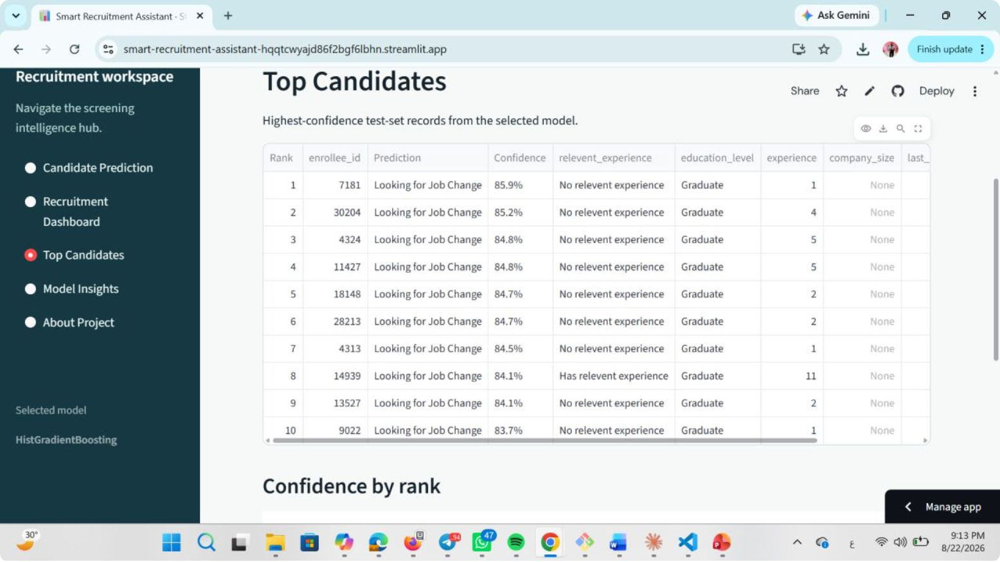 Smart Recruitment Assistant · S
Ask Gemini
smart-recruitment-assistant-hqqtcwyajd86f2bgf6lbhn.streamlit.app
Finish update
Recruitment workspace
Navigate the screening
intelligence hub.
Candidate Prediction
Recruitment
Dashboard
Top Candidates
Model Insights
About Project
Selected model
HistGradientBoosting
Share
Deploy
Top Candidates
Highest-confidence test-set records from the selected model.
Rank enrollee_id Prediction Confidence relevent_experience education_level experience company_size last_
1 7181 Looking for Job Change 85.9% No relevent experience Graduate 1 None
2 30204 Looking for Job Change 85.2% No relevent experience Graduate 4 None
3 4324 Looking for Job Change 84.8% No relevent experience Graduate 5 None
4 11427 Looking for Job Change 84.8% No relevent experience Graduate 5 None
5 18148 Looking for Job Change 84.7% No relevent experience Graduate 2 None
6 28213 Looking for Job Change 84.7% No relevent experience Graduate 2 None
7 4313 Looking for Job Change 84.5% No relevent experience Graduate 1 None
8 14939 Looking for Job Change 84.1% Has relevent experience Graduate 11 None
9 13527 Looking for Job Change 84.1% No relevent experience Graduate 2 None
10 9022 Looking for Job Change 83.7% No relevent experience Graduate 1 None
Confidence by rank
Manage app
30°
94
47
ع
9:13 PM
8/22/2026